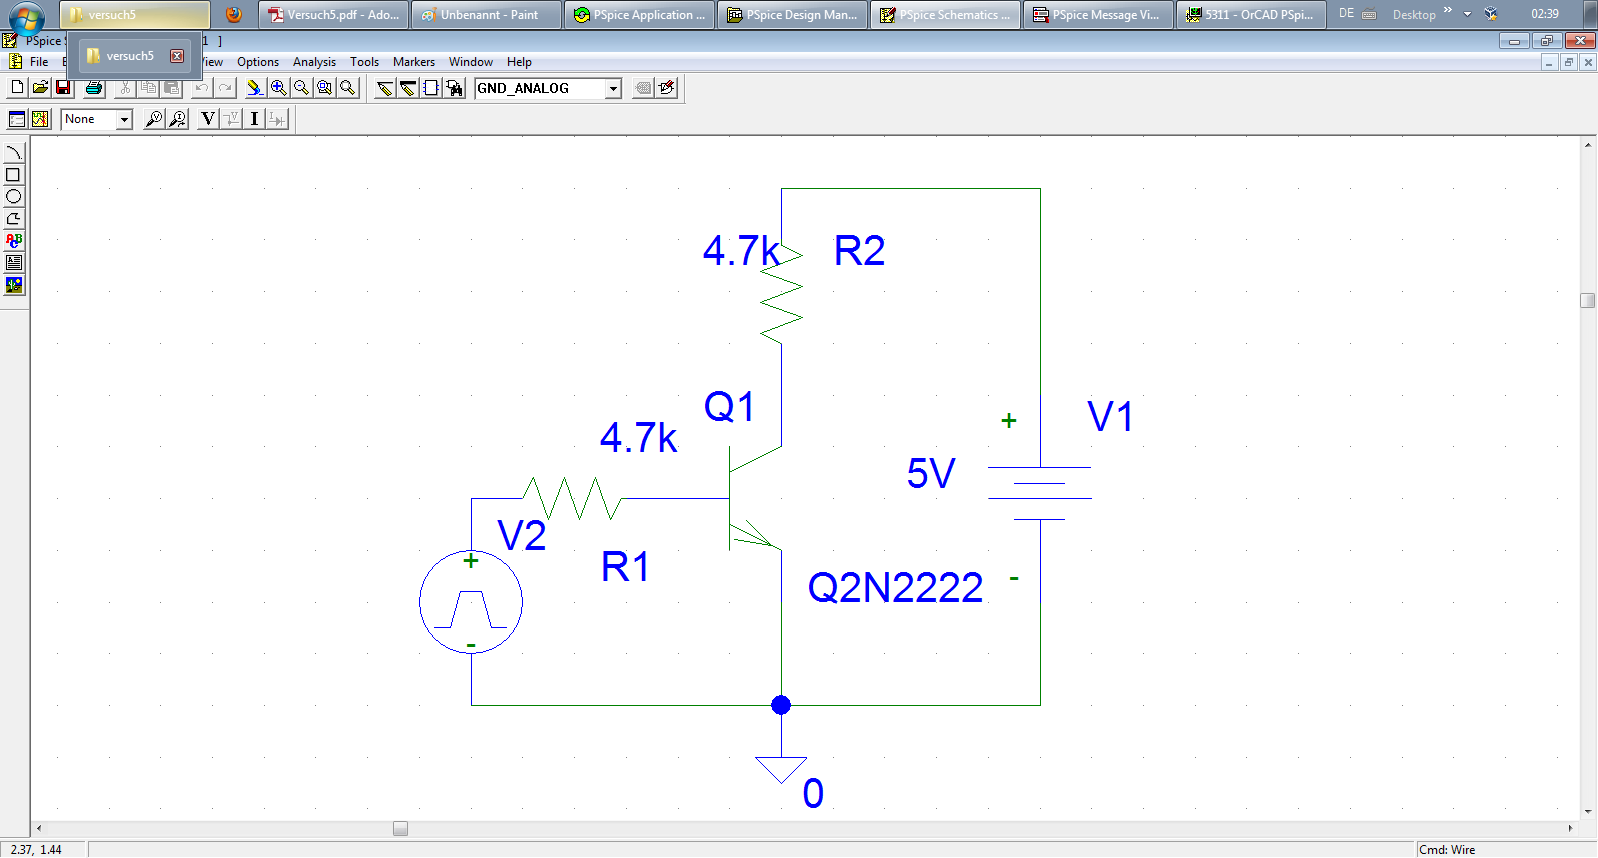 versuch5
Versuch5.pdf - Ado...
Unbenannt - Paint
PSpice Application ...
PSpice Design Man...
PSpice Schematics ...
PSpice Message Vi...
5311 - OrCAD PSpi...
DE
Desktop
02:39
PSpice S
1 ]
versuch5
File
View
Options
Analysis
Tools
Markers
Window
Help
GND_ANALOG
None
V
I
ABC
4.7k
R2
Q1
4.7k
+
V1
5V
V2
+
R1
Q2N2222
-
-
0
2.37, 1.44
Cmd: Wire